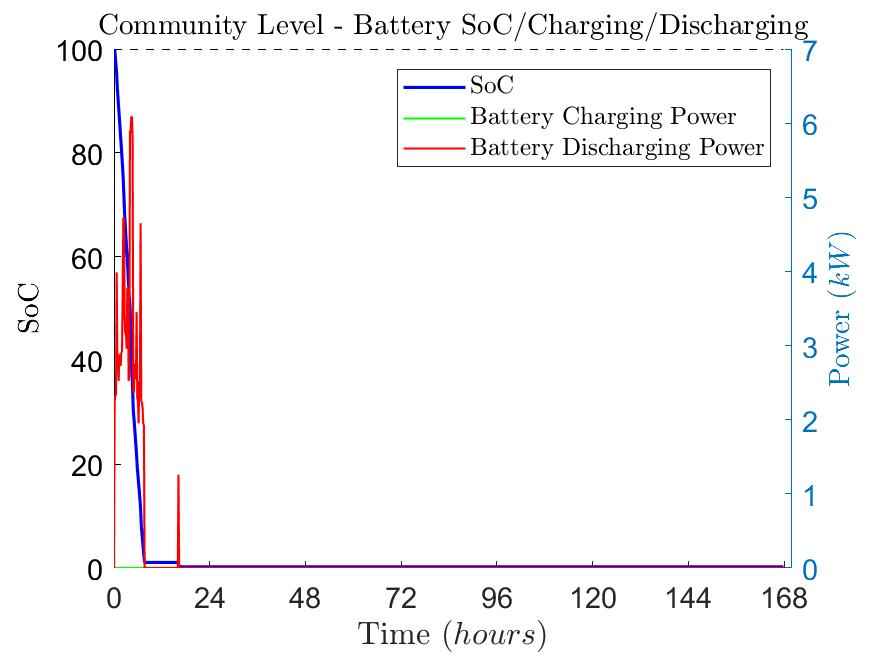 Community Level - Battery SoC/Charging/Discharging
100
80
60
40
20
0
SoC
7
6
5
4
3
2
1
0
Power (kW)
SoC
Battery Charging Power
Battery Discharging Power
0 24 48 72 96 120 144 168
Time (hours)